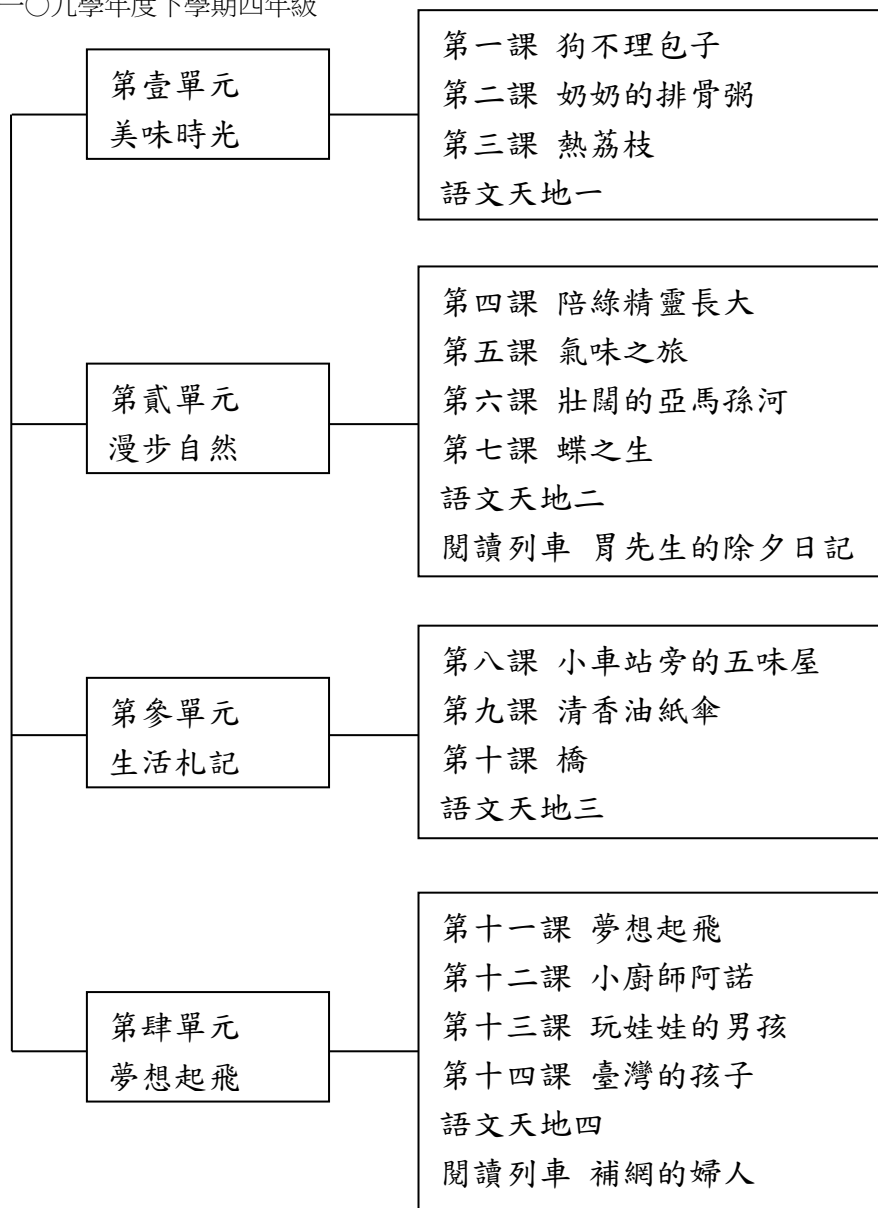 一○九學年度下學期四年級
第壹單元
美味時光
第一課 狗不理包子
第二課 奶奶的排骨粥
第三課 熱荔枝
語文天地一
第貳單元
漫步自然
第四課 陪綠精靈長大
第五課 氣味之旅
第六課 壯闊的亞馬孫河
第七課 蝶之生
語文天地二
閱讀列車 胃先生的除夕日記
第參單元
生活札記
第八課 小車站旁的五味屋
第九課 清香油紙傘
第十課 橋
語文天地三
第肆單元
夢想起飛
第十一課 夢想起飛
第十二課 小廚師阿諾
第十三課 玩娃娃的男孩
第十四課 臺灣的孩子
語文天地四
閱讀列車 補網的婦人